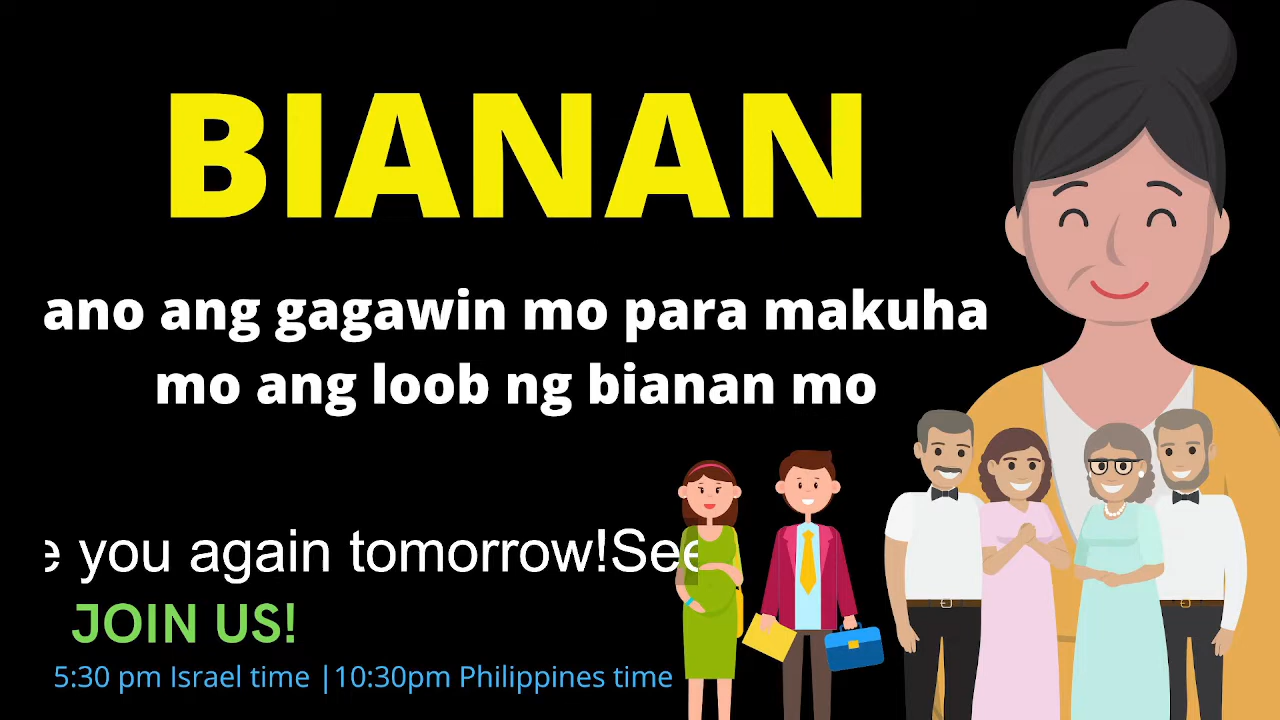 BIANAN
ano ang gagawin mo para makuha
mo ang loob ng bianan mo
you again tomorrow!See
JOIN US!
5:30 pm Israel time |10:30pm Philippines time